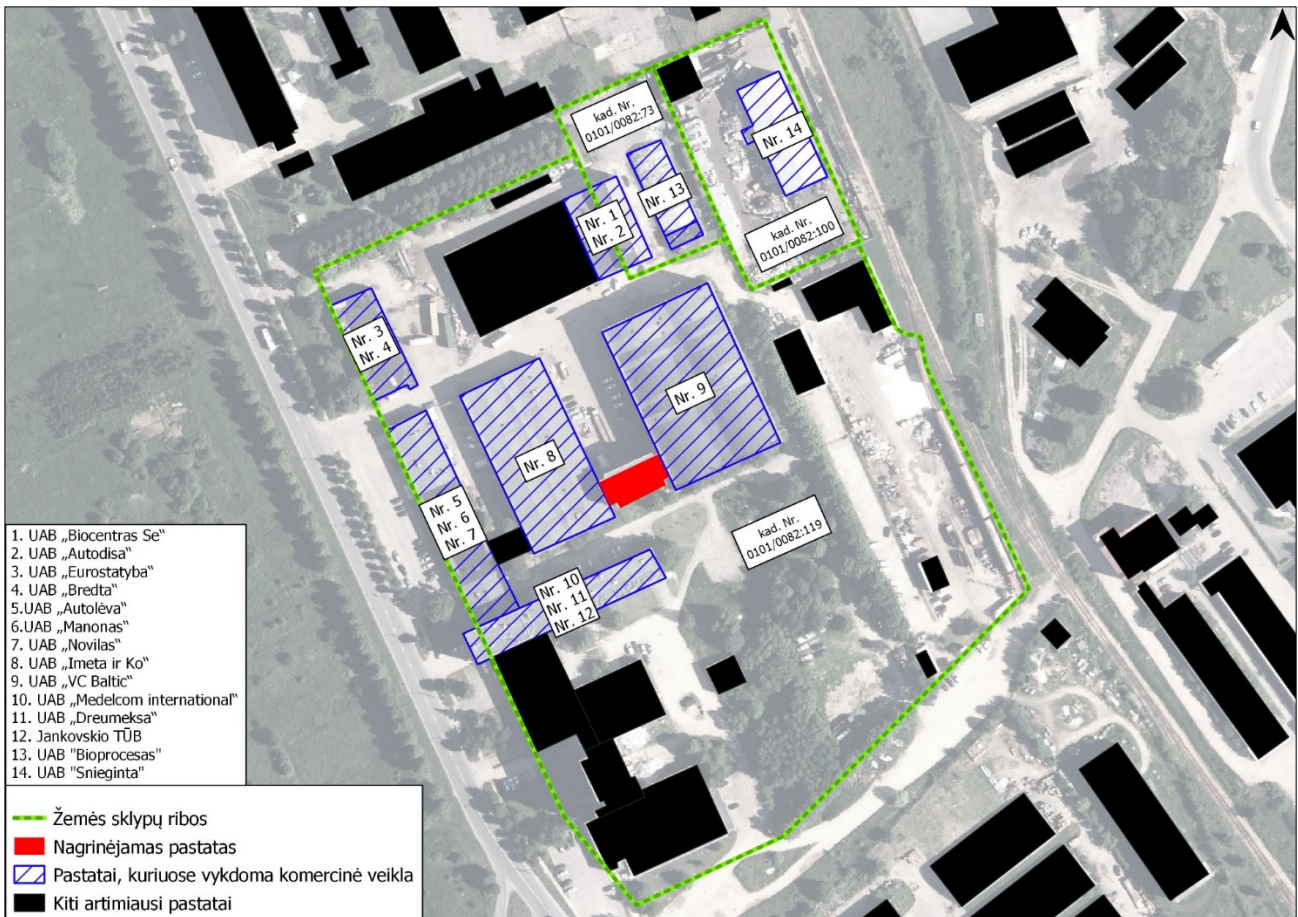 kad. Nr.
0101/0082:73
Nr. 14
Nr. 13
Nr. 1
Nr. 2
kad. Nr.
0101/0082:100
Nr. 3
Nr. 4
Nr. 9
Nr. 8
Nr. 5
Nr. 6
Nr. 7
kad. Nr.
0101/0082:119
Nr. 10
Nr. 11
Nr. 12
1. UAB „Biocentras Se“
2. UAB „Autodisa“
3. UAB „Eurostatyba“
4. UAB „Bredta“
5.UAB „Autolėva“
6.UAB „Manonas“
7. UAB „Novilas“
8. UAB „Imeta ir Ko“
9. UAB „VC Baltic“
10. UAB „Medelcom international“
11. UAB „Dreumeksa“
12. Jankovskio TŪB
13. UAB "Bioprocesas"
14. UAB "Snieginta"
Žemės sklypų ribos
Nagrinėjamas pastatas
Pastatai, kuriuose vykdoma komercinė veikla
Kiti artimiausi pastatai